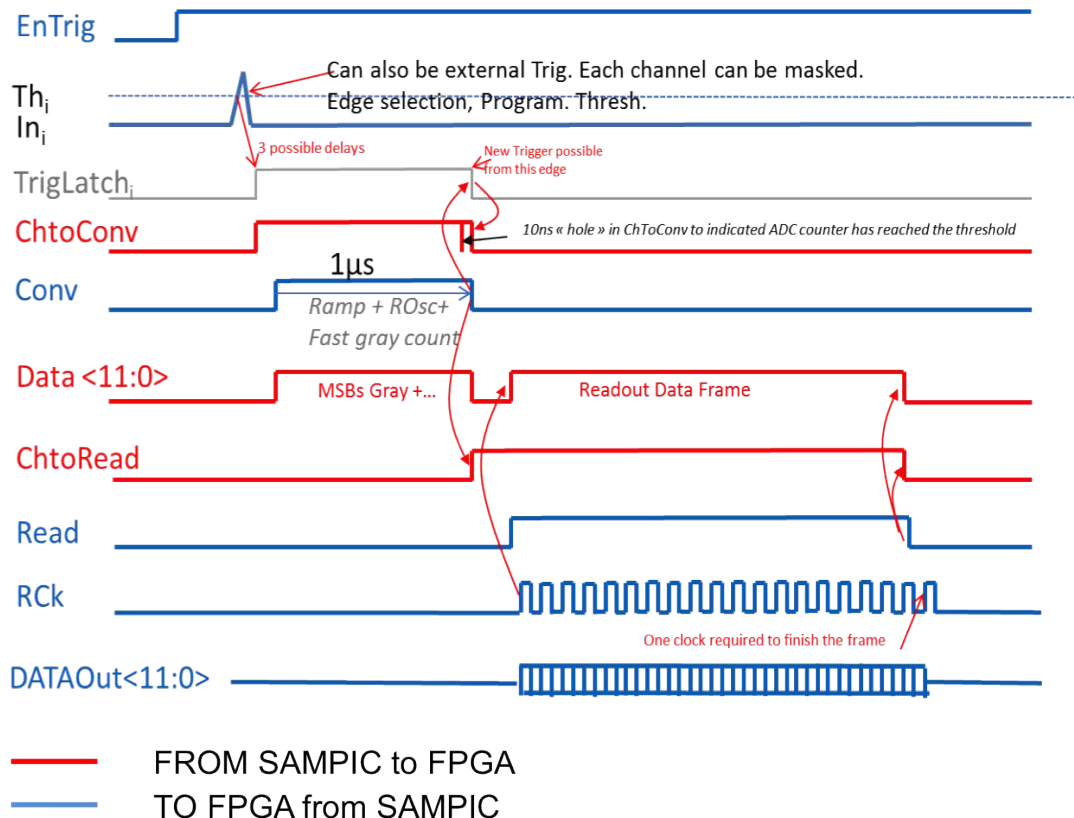 EnTrig
Can also be external Trig. Each channel can be masked.
Th_i
Edge selection, Program. Thresh.
In_i
3 possible delays
New Trigger possible
from this edge
TrigLatch_i
ChtoConv
10ns « hole » in ChToConv to indicated ADC counter has reached the threshold
1µs
Conv
Ramp + ROsc+
Fast gray count
Data <11:0>
MSBs Gray +...
Readout Data Frame
ChtoRead
Read
RCk
One clock required to finish the frame
DATAOut<11:0>
FROM SAMPIC to FPGA
TO FPGA from SAMPIC